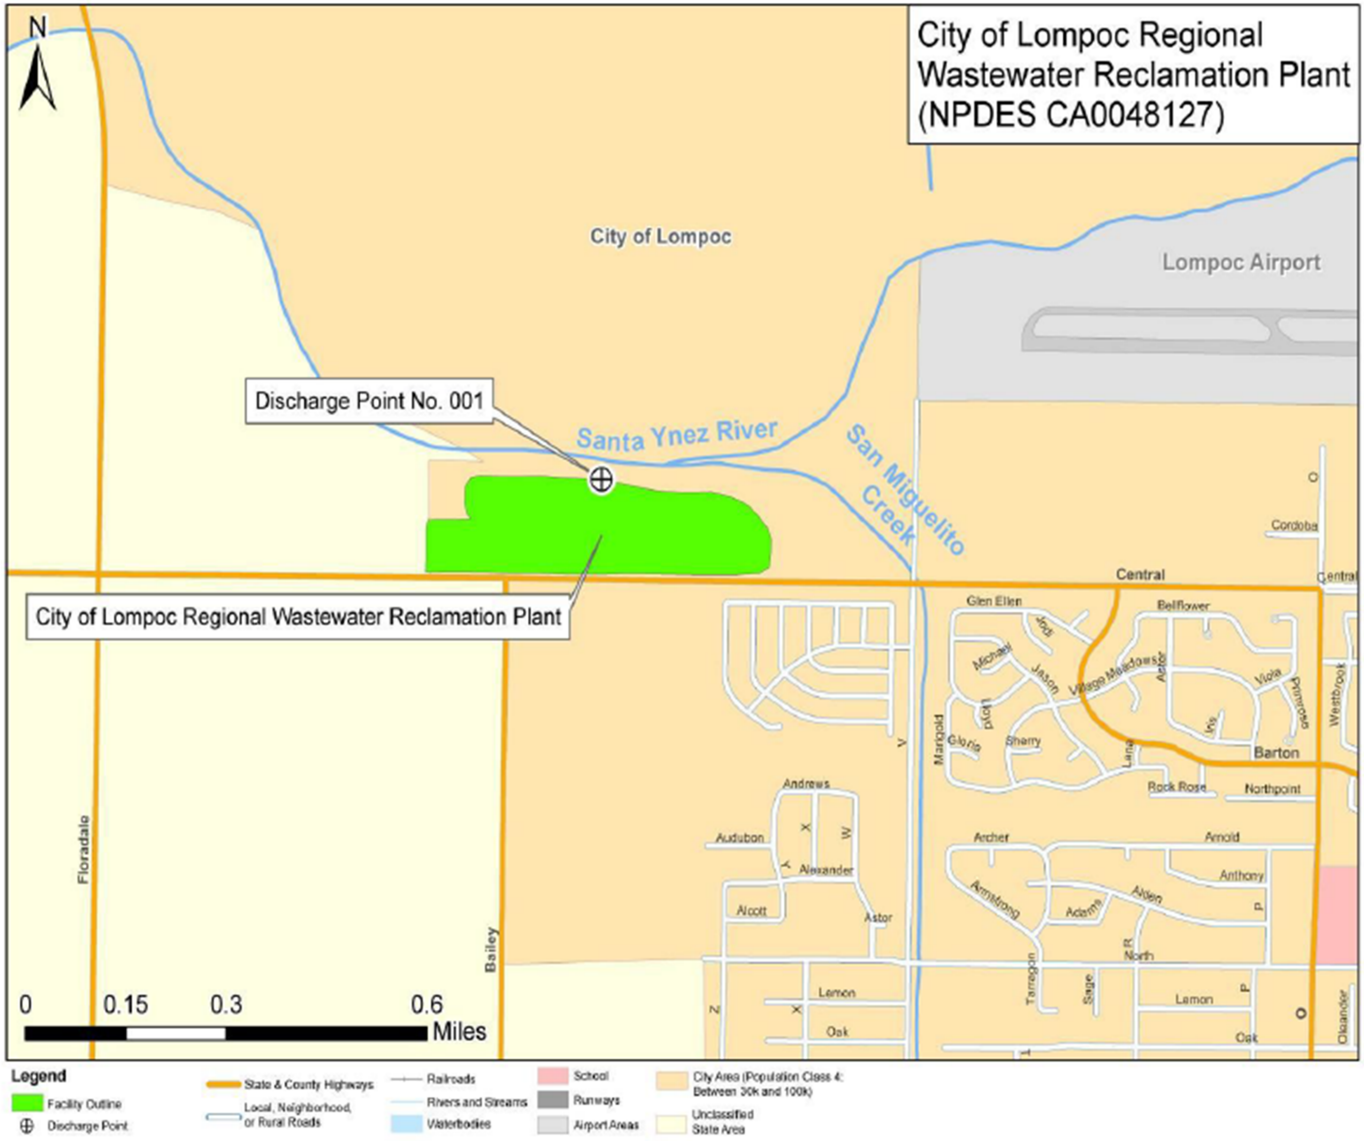 N
City of Lompoc Regional
Wastewater Reclamation Plant
(NPDES CA0048127)
City of Lompoc
Lompoc Airport
Discharge Point No. 001
Santa Ynez River
San Miguelito
Creek
O
Cordoba
Central
Central
City of Lompoc Regional Wastewater Reclamation Plant
Glen Ellen
Bellflower
Jodi
Michael
Jason
Village Meadows
Astor
Viola
Primrose
Westbrook
Lloyd
Iris
Marigold
Gloria
Sherry
Lane
Barton
V
Rock Rose
Northpoint
Andrews
Floradale
Audubon
X
W
Y
Archer
Arnold
Alexander
Anthony
Armstrong
Alden
Adams
P
Alcott
Astor
Bailey
R
North
Tarragon
Sage
0 0.15 0.3 0.6
Miles
Z
X
Lemon
Lemon
P
O
Oleander
Oak
Oak
T
Legend
Facility Outline
Discharge Point
State & County Highways
Local, Neighborhood,
or Rural Roads
Railroads
Rivers and Streams
Waterbodies
School
Runways
Airport Areas
City Area (Population Class 4:
Between 30k and 100k)
Unclassified
State Area